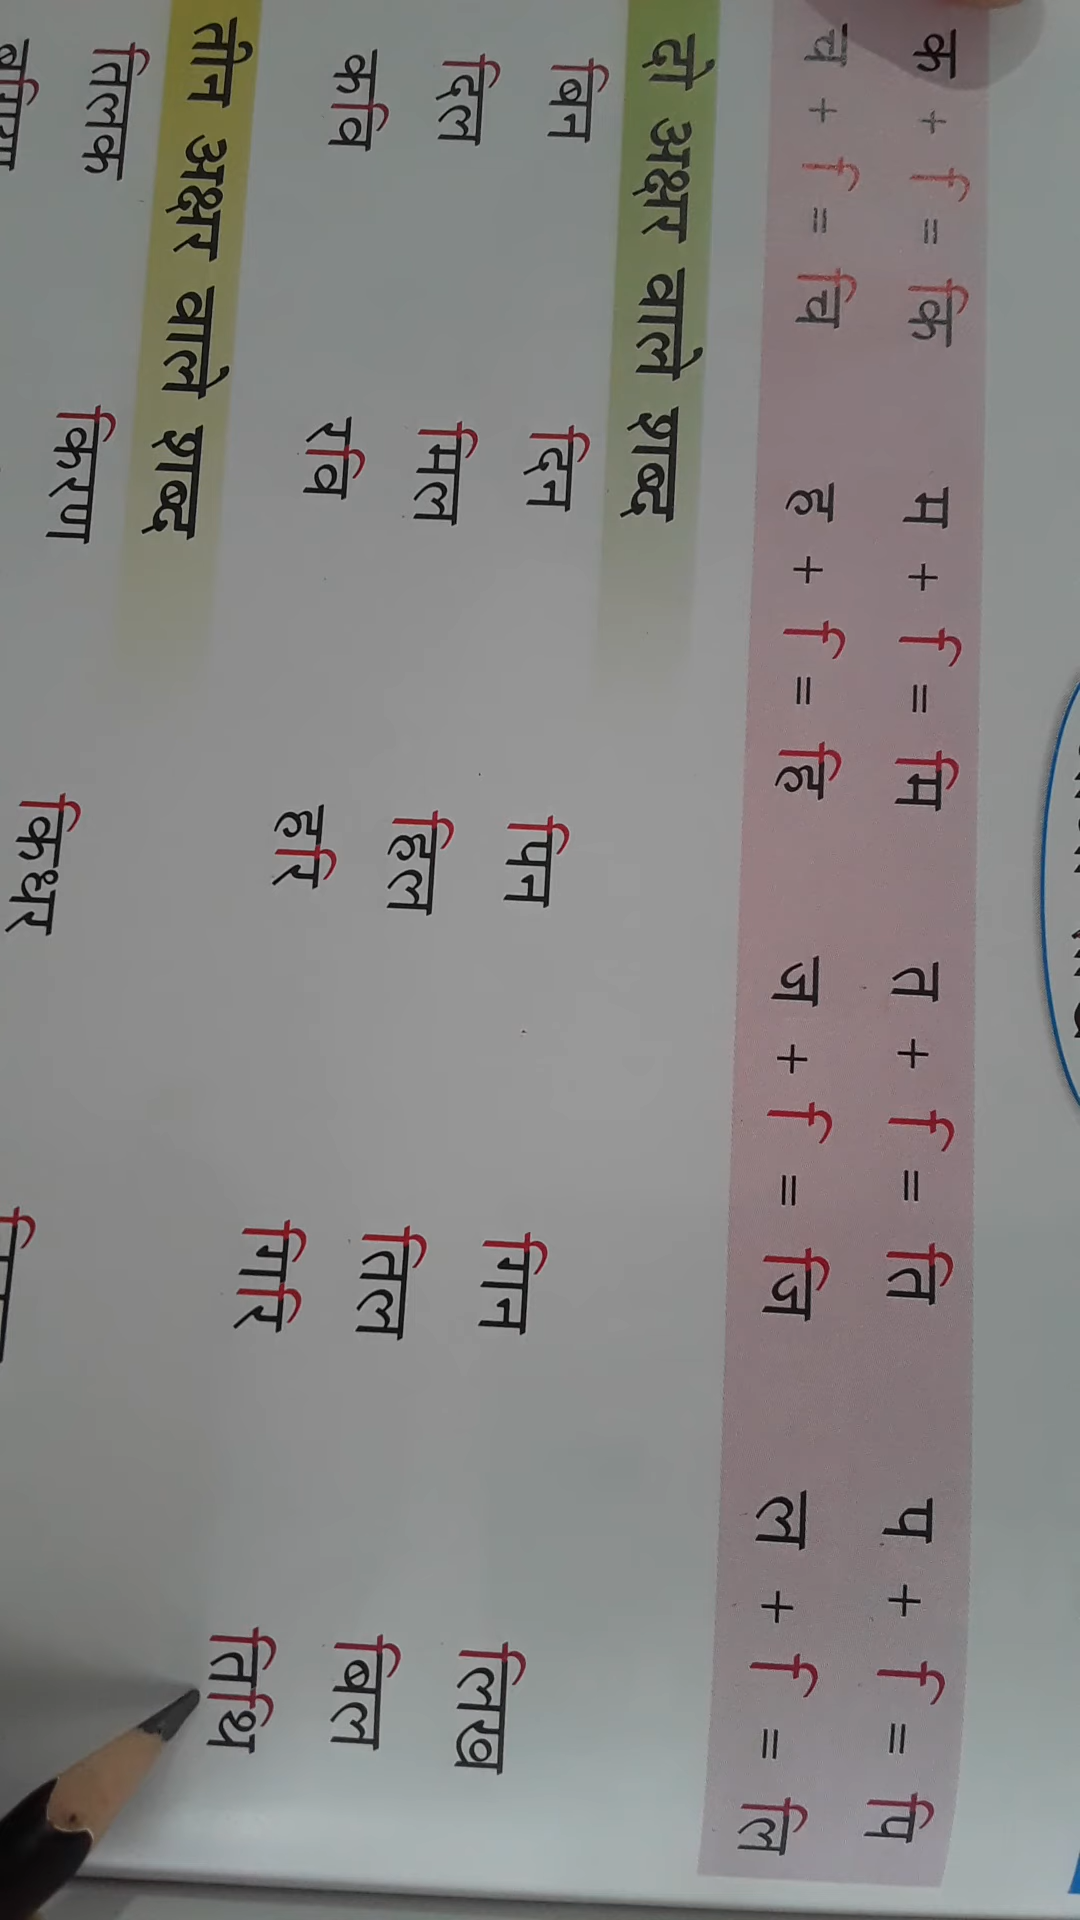 क + ि = कि म + ि = मि त + ि = ति प + ि = पि
च + ि = चि ह + ि = हि ज + ि = जि ल + ि = लि
दो अक्षर वाले शब्द
बिन दिन पिन गिन लिख
दिल मिल हिल तिल बिल
कवि रवि हरि गिरि तिथि
तीन अक्षर वाले शब्द
तिलक किरण किधर